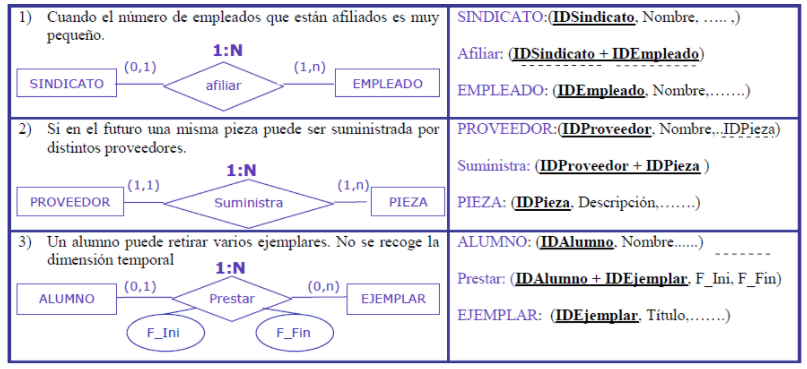 1) Cuando el número de empleados que están afiliados es muy
pequeño.
1:N
(0,1)
(1,n)
SINDICATO
afiliar
EMPLEADO
SINDICATO:(IDSindicato, Nombre, ….. ,)
Afiliar: (IDSindicato + IDEmpleado)
EMPLEADO: (IDEmpleado, Nombre,…….)
2) Si en el futuro una misma pieza puede ser suministrada por
distintos proveedores.
1:N
(1,1)
(1,n)
PROVEEDOR
Suministra
PIEZA
PROVEEDOR:(IDProveedor, Nombre,..IDPieza)
Suministra: (IDProveedor + IDPieza )
PIEZA: (IDPieza, Descripción,…….)
3) Un alumno puede retirar varios ejemplares. No se recoge la
dimensión temporal
1:N
(0,1)
(0,n)
ALUMNO
Prestar
EJEMPLAR
F_Ini
F_Fin
ALUMNO: (IDAlumno, Nombre......)
Prestar: (IDAlumno + IDEjemplar, F_Ini, F_Fin)
EJEMPLAR: (IDEjemplar, Título,…….)